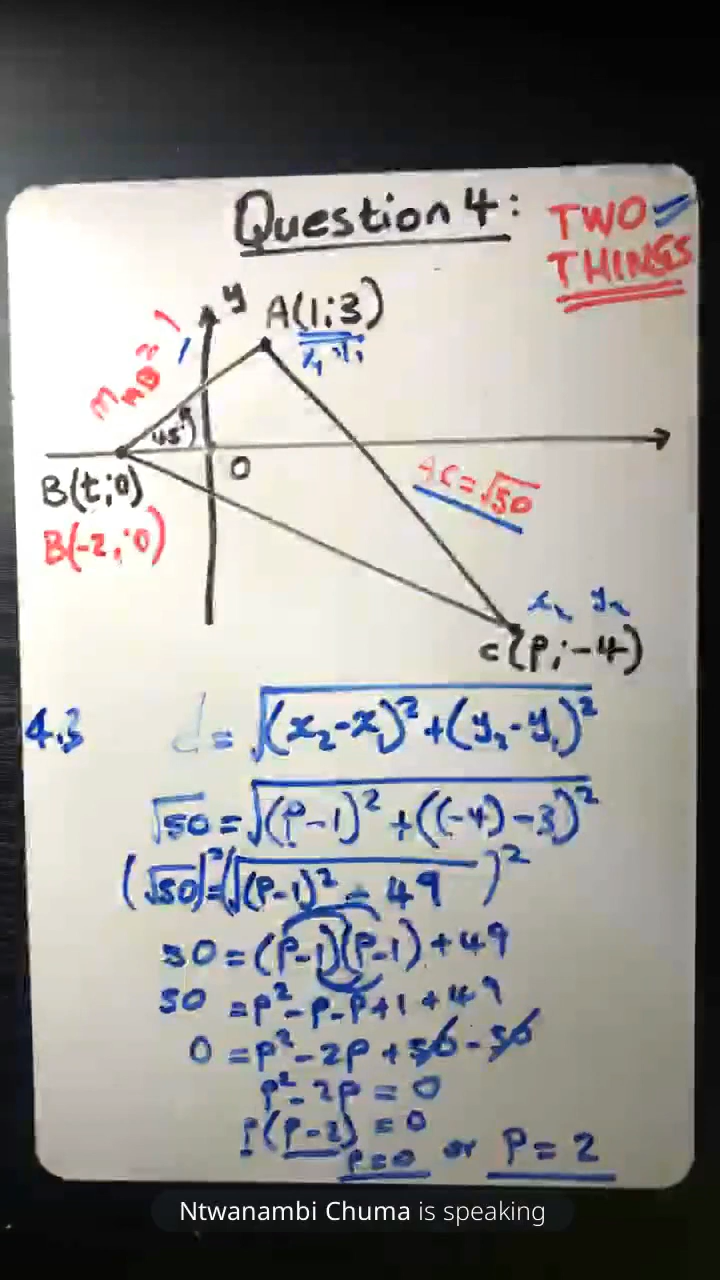 Question 4:
TWO
THINGS
y
A(1;3)
x₁ y₁
mAB = 1
45°
O
B(t;0)
B(-2;0)
AC = √50
x₂ y₂
C(P;-4)
4.3 d = √(x₂-x₁)²+(y₂-y₁)²
√50 = √(P-1)²+((-4)-3)²
(√50)²=(√(P-1)² - 49)²
50 = (P-1)(P-1)+49
50 = P²-P-P+1+49
0 = P²-2P+50-50
P²-2P = 0
P(P-2) = 0
P=0 or P=2
Ntwanambi Chuma is speaking